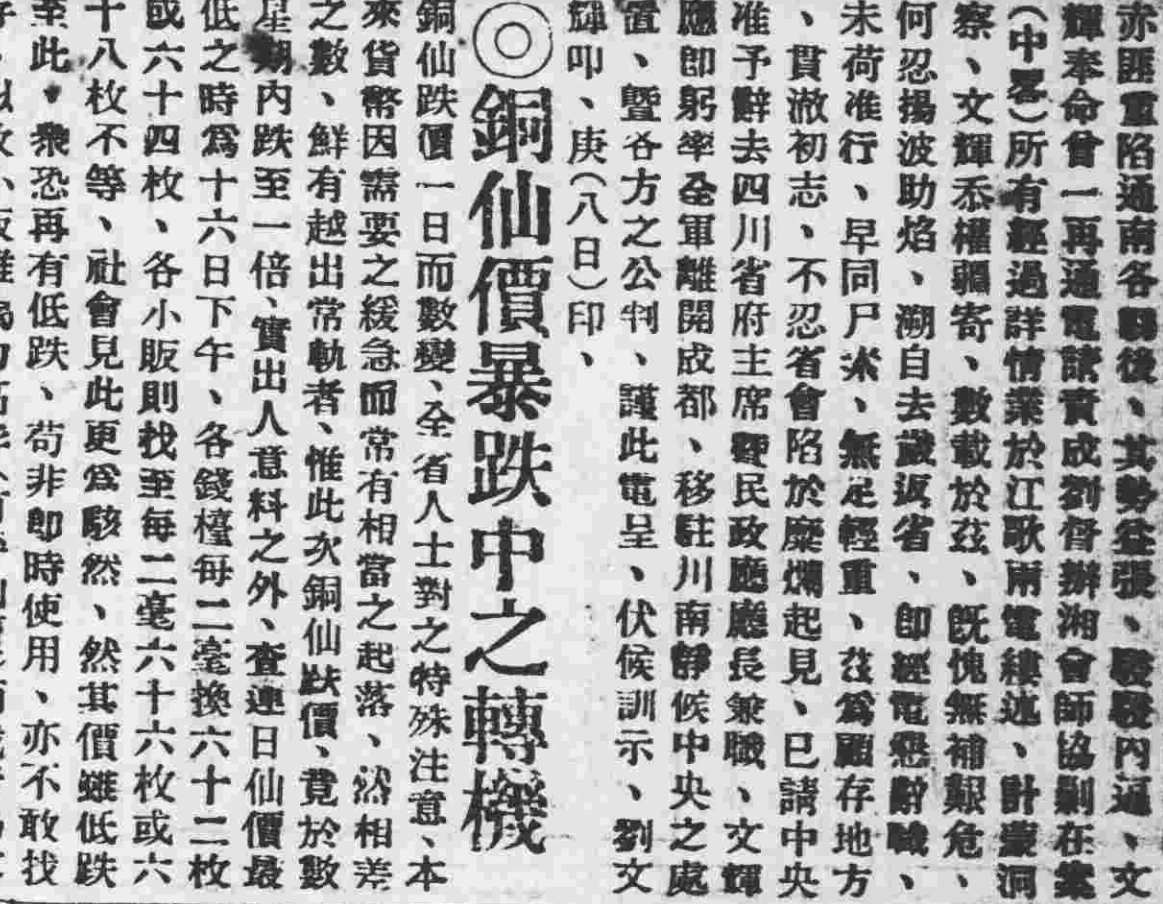 赤匪重陷通南各縣後、其勢益張、駸駸內逼、文
輝奉命曾一再通電請責成劉督辦湘會師協剿在案
(中畧)所有經過詳情業於江歌兩電縷述、計蒙洞
察、文輝忝權疆寄、數載於茲、旣愧無補艱危、
何忍揚波助焰、溯自去歲返省、卽經電懇辭職、
未荷准行、早同尸素、無足輕重、茲爲顧存地方
、貫澈初志、不忍省會陷於糜爛起見、已請中央
准予辭去四川省府主席暨民政廳廳長兼職、文輝
應卽躬率全軍離開成都、移駐川南靜候中央之處
置、暨各方之公判、謹此電呈、伏候訓示、劉文
輝叩、庚(八日)印、
◎銅仙價暴跌中之轉機
銅仙跌價一日而數變、全省人士對之特殊注意、本
來貨幣因需要之緩急而常有相當之起落、然相差
之數、鮮有越出常軌者、惟此次銅仙跌價、竟於數
星期內跌至一倍、實出人意料之外、查連日仙價最
低之時爲十六日下午、各錢檯每二毫換六十二枚
或六十四枚、各小販則找至每二毫六十六枚或六
十八枚不等、社會見此更爲駭然、然其價雖低跌
至此、衆恐再有低跌、苟非卽時使用、亦不敢找